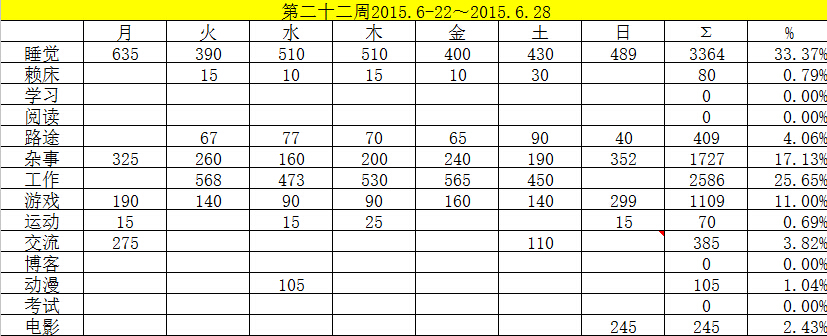 第二十二周2015.6-22～2015.6.28
月 火 水 木 金 土 日 Σ %
睡觉 635 390 510 510 400 430 489 3364 33.37%
赖床 15 10 15 10 30 80 0.79%
学习 0 0.00%
阅读 0 0.00%
路途 67 77 70 65 90 40 409 4.06%
杂事 325 260 160 200 240 190 352 1727 17.13%
工作 568 473 530 565 450 2586 25.65%
游戏 190 140 90 90 160 140 299 1109 11.00%
运动 15 15 25 15 70 0.69%
交流 275 110 385 3.82%
博客 0 0.00%
动漫 105 105 1.04%
考试 0 0.00%
电影 245 245 2.43%